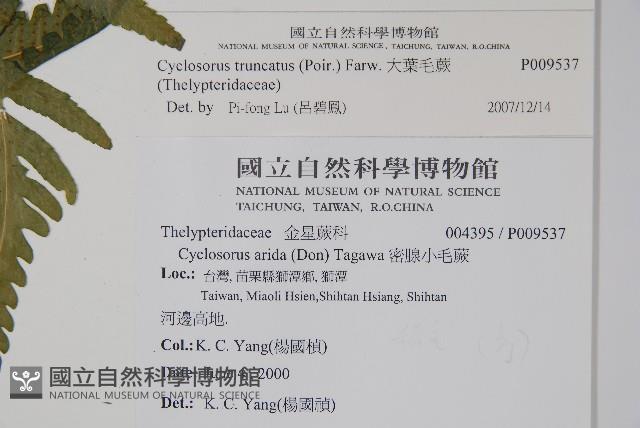 國立自然科學博物館
NATIONAL MUSEUM OF NATURAL SCIENCE, TAICHUNG, TAIWAN, R.O.CHINA
Cyclosorus truncatus (Poir.) Farw. 大葉毛蕨 P009537
(Thelypteridaceae)
Det. by Pi-fong Lu (呂碧鳳) 2007/12/14
國立自然科學博物館
NATIONAL MUSEUM OF NATURAL SCIENCE
TAICHUNG, TAIWAN, R.O.CHINA
Thelypteridaceae 金星蕨科 004395 / P009537
Cyclosorus arida (Don) Tagawa 密腺小毛蕨
Loc.: 台灣, 苗栗縣獅潭鄉, 獅潭
Taiwan, Miaoli Hsien,Shihtan Hsiang, Shihtan
河邊高地.
Col.: K. C. Yang(楊國禎)
Date: 2000
Det.: K. C. Yang(楊國禎)
國立自然科學博物館
NATIONAL MUSEUM OF NATURAL SCIENCE